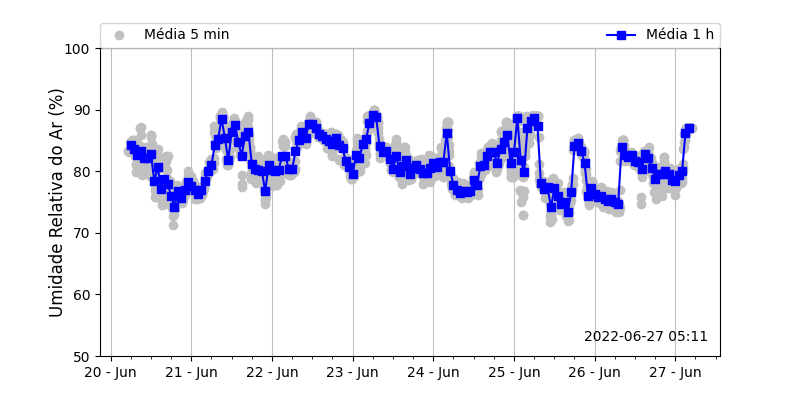 Média 5 min
Média 1 h
Umidade Relativa do Ar (%)
100
90
80
70
60
50
2022-06-27 05:11
20 - Jun
21 - Jun
22 - Jun
23 - Jun
24 - Jun
25 - Jun
26 - Jun
27 - Jun